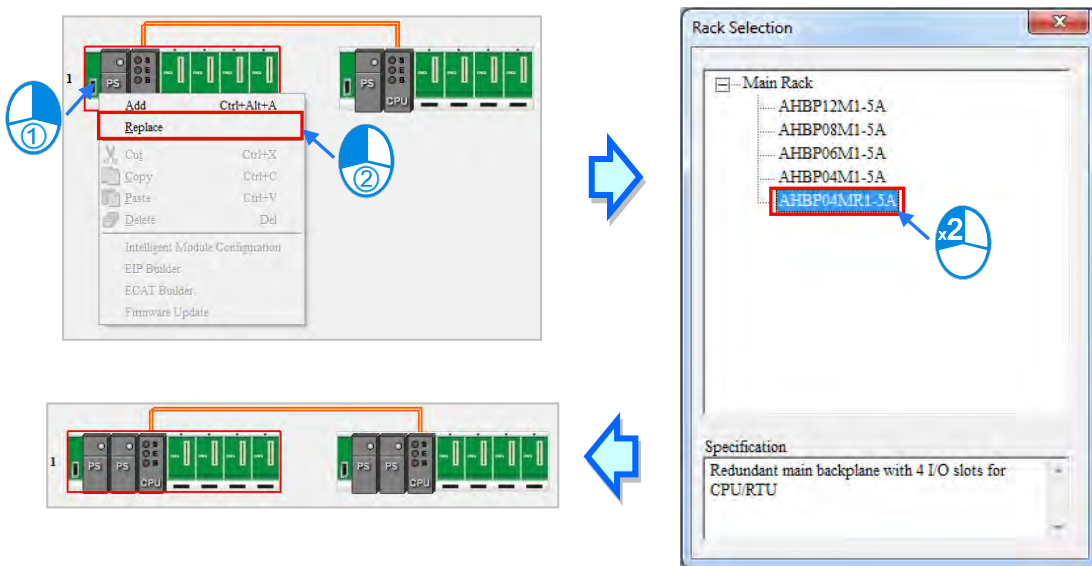 1
PS
S
E
B
PS
S
E
B
CPU
①
Add Ctrl+Alt+A
Replace
②
Cut Ctrl+X
Copy Ctrl+C
Paste Ctrl+V
Delete Del
Intelligent Module Configuration
EIP Builder
ECAT Builder
Firmware Update
Rack Selection
Main Rack
AHBP12M1-5A
AHBP08M1-5A
AHBP06M1-5A
AHBP04M1-5A
AHBP04MR1-5A
x2
Specification
Redundant main backplane with 4 I/O slots for
CPU/RTU
1
PS PS
S
E
B
CPU
PS PS
S
E
B
CPU